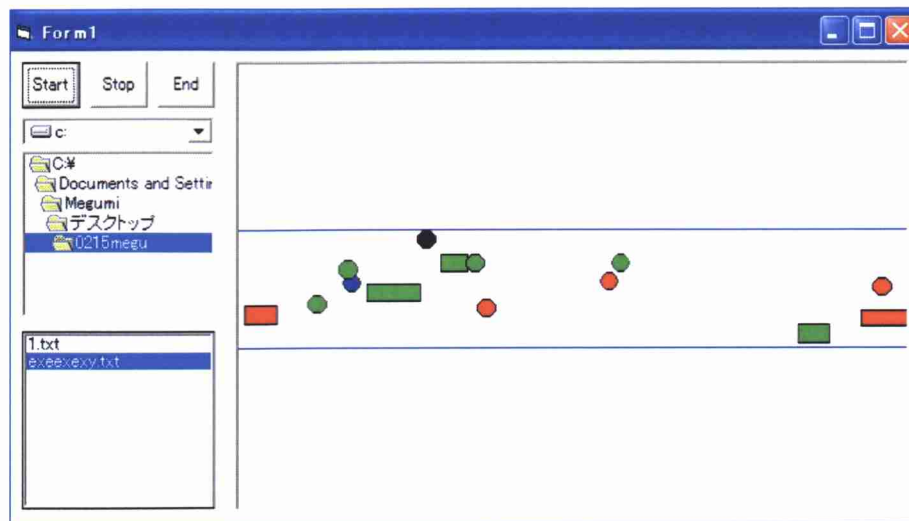 Form1
Start Stop End
c:
C:¥
Documents and Settir
Megumi
デスクトップ
0215megu
1.txt
exeexexy.txt